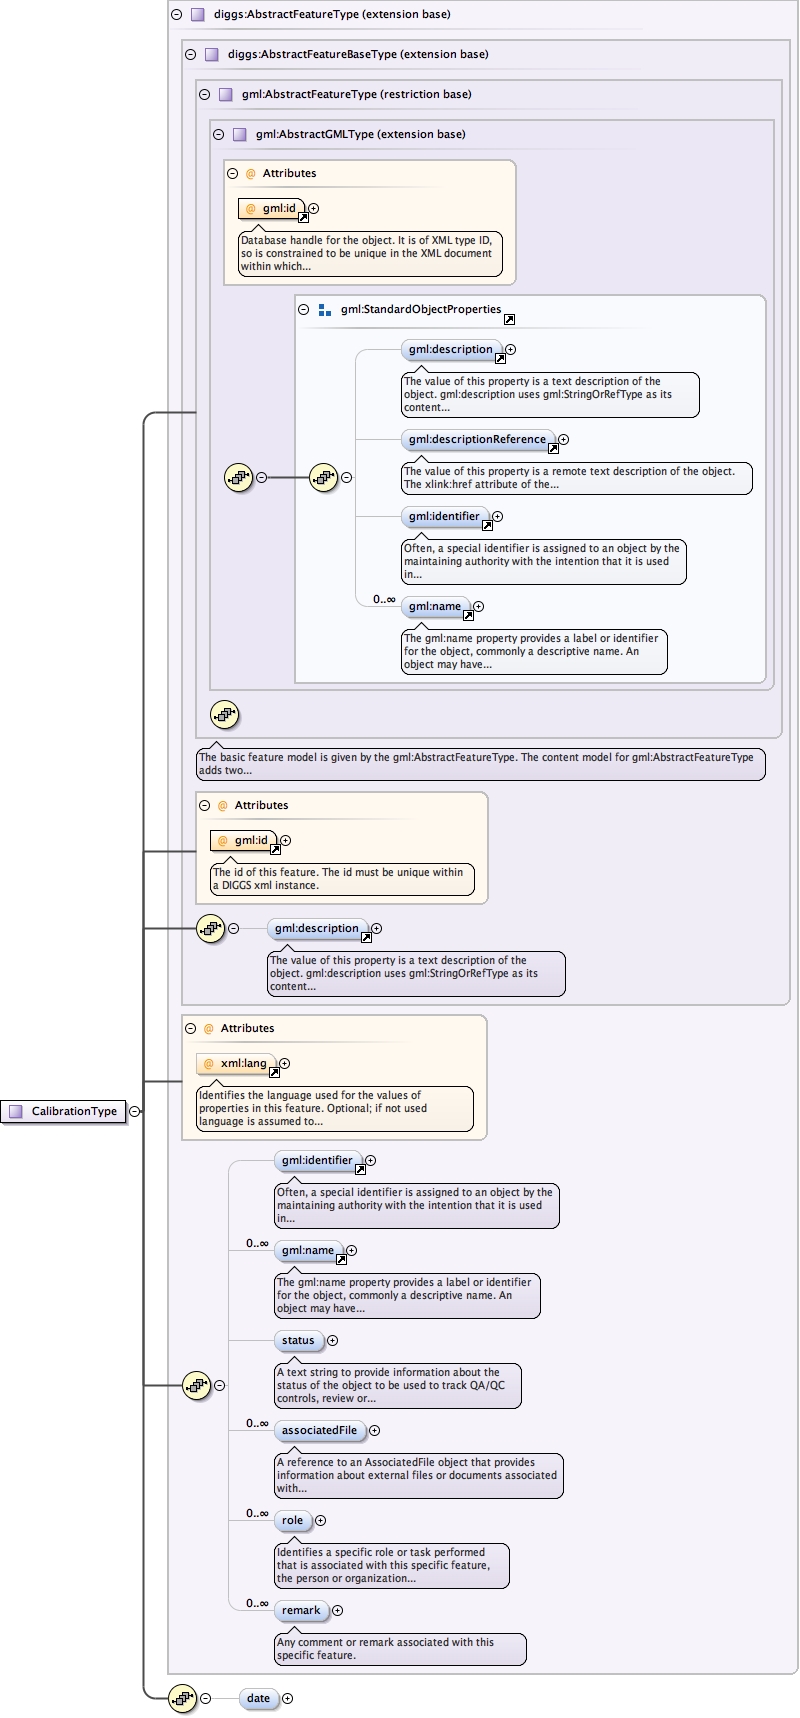 diggs:AbstractFeatureType (extension base)
diggs:AbstractFeatureBaseType (extension base)
gml:AbstractFeatureType (restriction base)
gml:AbstractGMLType (extension base)
@ Attributes
@ gml:id
Database handle for the object. It is of XML type ID,
so is constrained to be unique in the XML document
within which...
gml:StandardObjectProperties
gml:description
The value of this property is a text description of the
object. gml:description uses gml:StringOrRefType as its
content...
gml:descriptionReference
The value of this property is a remote text description of the object.
The xlink:href attribute of the...
gml:identifier
Often, a special identifier is assigned to an object by the
maintaining authority with the intention that it is used
in...
0..∞
gml:name
The gml:name property provides a label or identifier
for the object, commonly a descriptive name. An
object may have...
The basic feature model is given by the gml:AbstractFeatureType. The content model for gml:AbstractFeatureType
adds two...
@ Attributes
@ gml:id
The id of this feature. The id must be unique within
a DIGGS xml instance.
gml:description
The value of this property is a text description of the
object. gml:description uses gml:StringOrRefType as its
content...
@ Attributes
@ xml:lang
Identifies the language used for the values of
properties in this feature. Optional; if not used
language is assumed to...
CalibrationType
gml:identifier
Often, a special identifier is assigned to an object by the
maintaining authority with the intention that it is used
in...
0..∞
gml:name
The gml:name property provides a label or identifier
for the object, commonly a descriptive name. An
object may have...
status
A text string to provide information about the
status of the object to be used to track QA/QC
controls, review or...
0..∞
associatedFile
A reference to an AssociatedFile object that provides
information about external files or documents associated
with...
0..∞
role
Identifies a specific role or task performed
that is associated with this specific feature,
the person or organization...
0..∞
remark
Any comment or remark associated with this
specific feature.
date